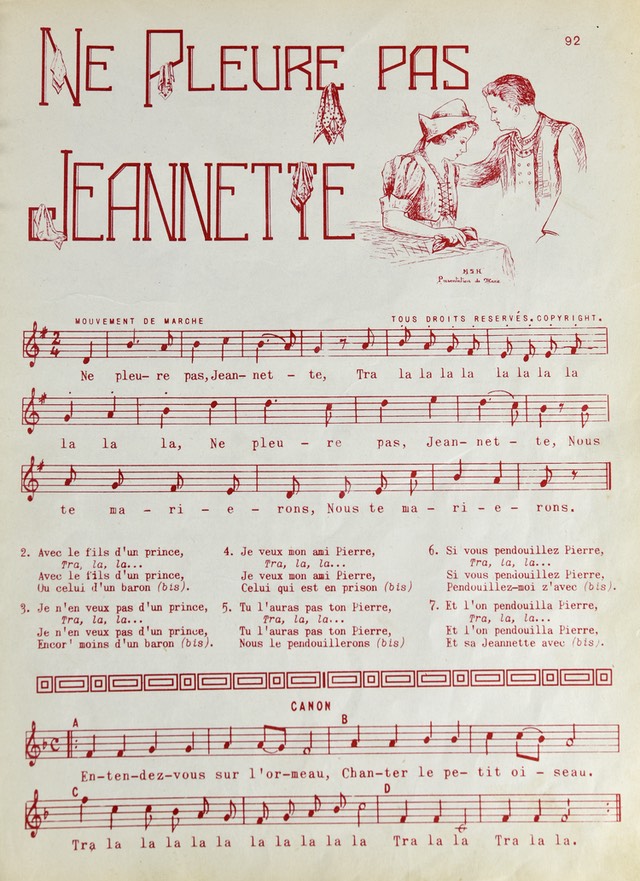 92
NE PLEURE PAS
JEANNETTE
MOUVEMENT DE MARCHE
TOUS DROITS RESERVÉS. COPYRIGHT.
2 4
Ne pleu- re pas, Jean- net - te, Tra la la la la la la la la
la la la, Ne pleu - re pas, Jean- net - te, Nous
te ma - ri - e - rons, Nous te ma - ri - e - rons.
2. Avec le fils d'un prince,
Tra, la, la...
Avec le fils d'un prince,
Ou celui d'un baron (bis).
3. Je n'en veux pas d'un prince,
Tra, la, la...
Je n'en veux pas d'un prince,
Encor' moins d'un baron (bis).
4. Je veux mon ami Pierre,
Tra, la, la...
Je veux mon ami Pierre,
Celui qui est en prison (bis)
5. Tu l'auras pas ton Pierre,
Tra, la, la...
Tu l'auras pas ton Pierre,
Nous le pendouillerons (bis)
6. Si vous pendouillez Pierre,
Tra, la, la...
Si vous pendouillez Pierre,
Pendouillez-moi z'avec (bis).
7. Et l'on pendouilla Pierre,
Tra, la, la...
Et l'on pendouilla Pierre,
Et sa Jeannette avec (bis).
CANON
A
B
En-ten-dez-vous sur l'or-meau, Chan-ter le pe- tit oi - seau.
C
D
Tra la la la la la la la la la la Tra la la Tra la la.